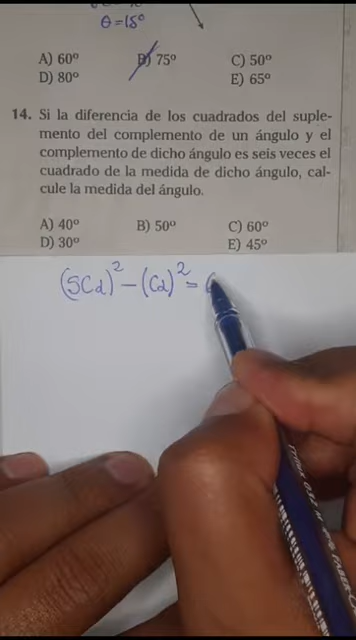 θ=15°
A) 60° B) 75° C) 50°
D) 80° E) 65°
14. Si la diferencia de los cuadrados del suple-
mento del complemento de un ángulo y el
complemento de dicho ángulo es seis veces el
cuadrado de la medida de dicho ángulo, cal-
cule la medida del ángulo.
A) 40° B) 50° C) 60°
D) 30° E) 45°
(SCα)² − (Cα)² =